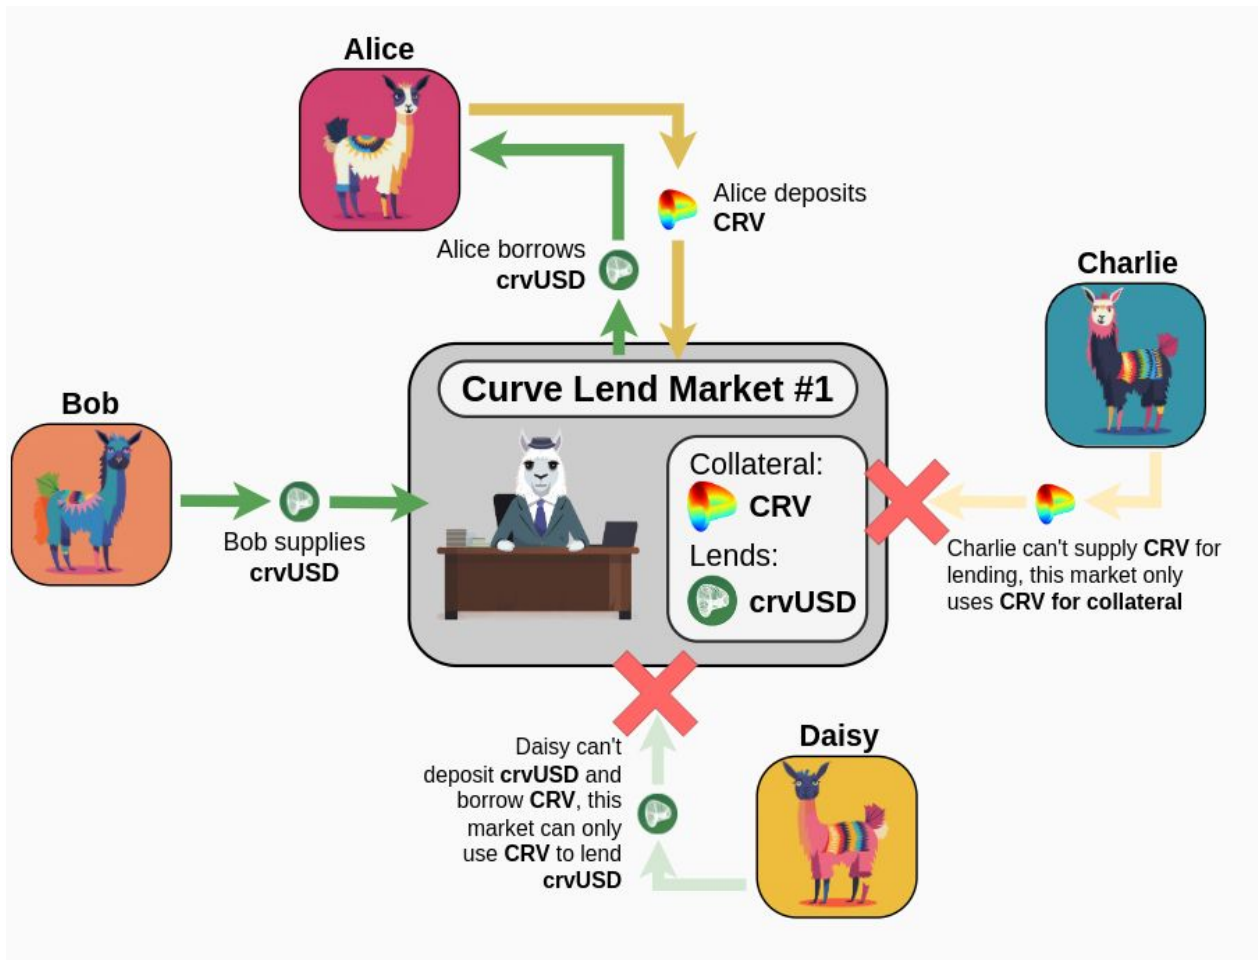 Alice
Alice deposits
CRV
Alice borrows
crvUSD
Charlie
Curve Lend Market #1
Bob
Collateral:
CRV
Lends:
crvUSD
Bob supplies
crvUSD
Charlie can't supply CRV for
lending, this market only
uses CRV for collateral
Daisy
Daisy can't
deposit crvUSD and
borrow CRV, this
market can only
use CRV to lend
crvUSD